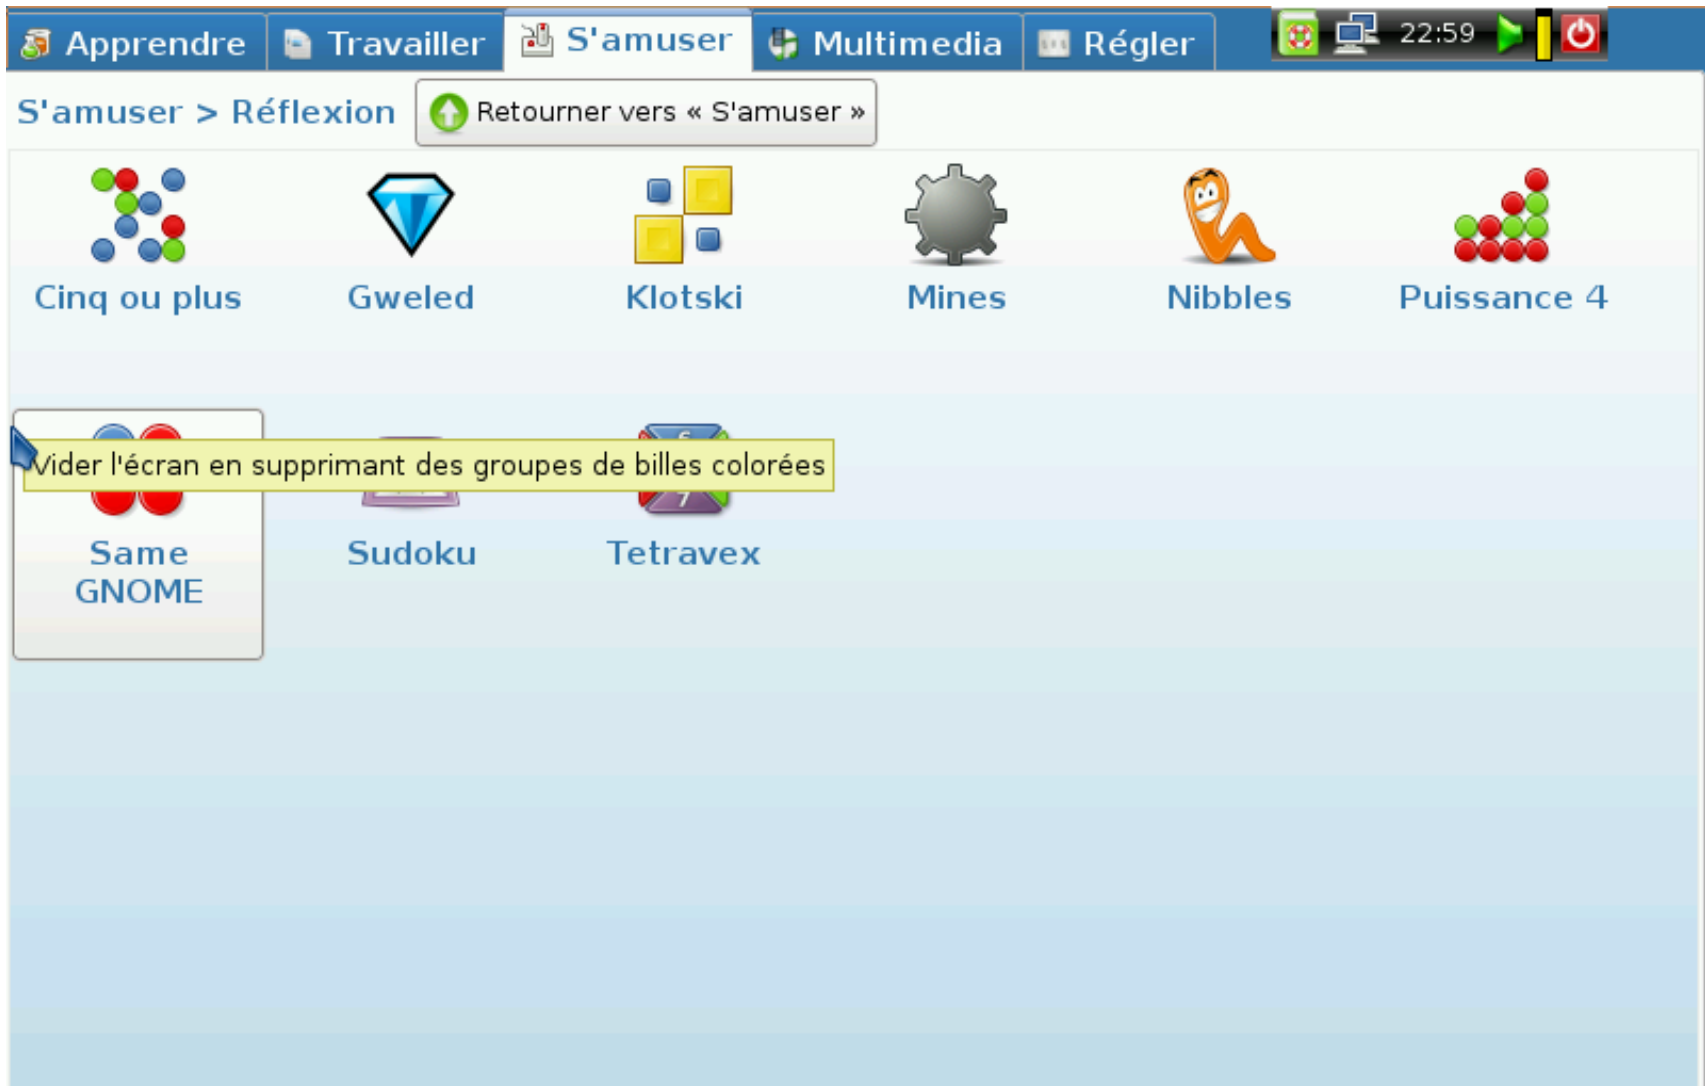 Apprendre Travailler S'amuser Multimedia Régler 22:59
S'amuser > Réflexion Retourner vers « S'amuser »
Cinq ou plus Gweled Klotski Mines Nibbles Puissance 4
Vider l'écran en supprimant des groupes de billes colorées
7
Same Sudoku Tetravex
GNOME